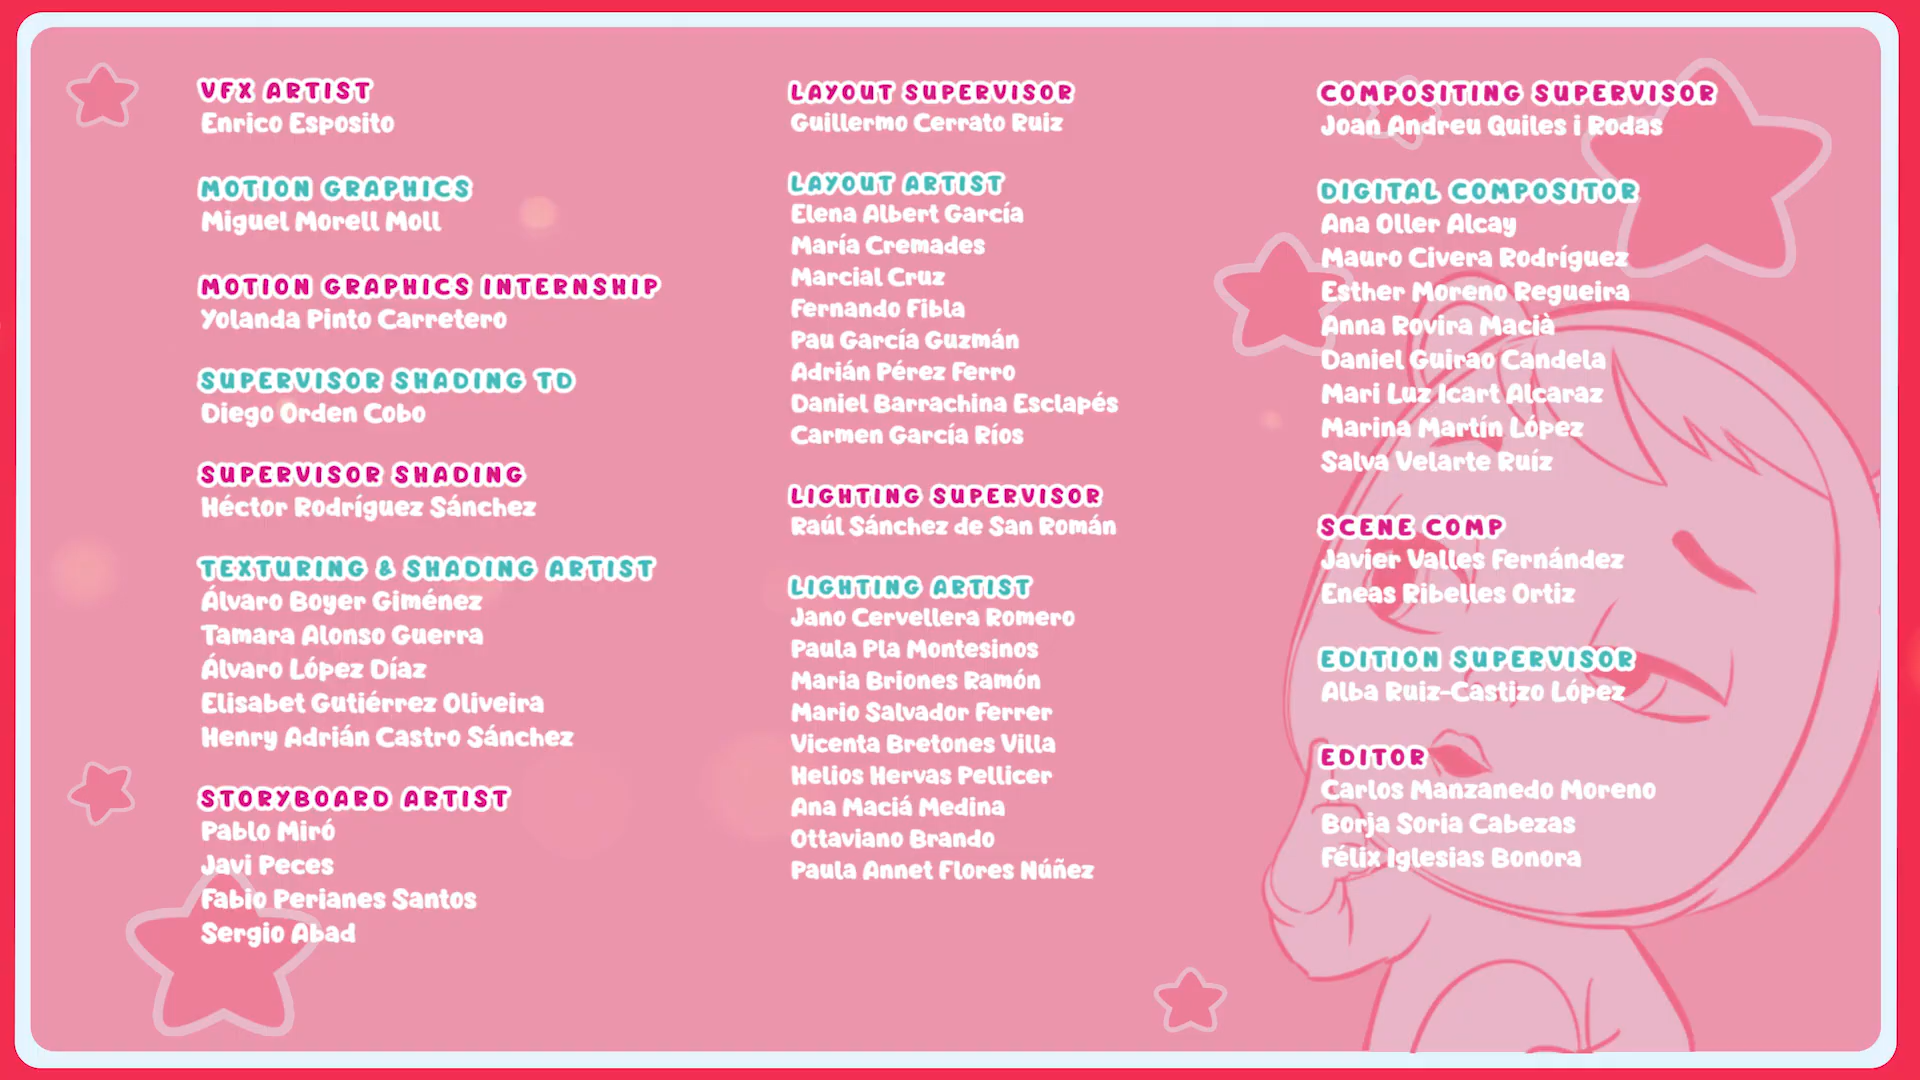 VFX ARTIST
Enrico Esposito
MOTION GRAPHICS
Miguel Morell Moll
MOTION GRAPHICS INTERNSHIP
Yolanda Pinto Carretero
SUPERVISOR SHADING TD
Diego Orden Cobo
SUPERVISOR SHADING
Héctor Rodríguez Sánchez
TEXTURING & SHADING ARTIST
Álvaro Boyer Giménez
Tamara Alonso Guerra
Álvaro López Díaz
Elisabet Gutiérrez Oliveira
Henry Adrián Castro Sánchez
STORYBOARD ARTIST
Pablo Miró
Javi Peces
Fabio Perianes Santos
Sergio Abad
LAYOUT SUPERVISOR
Guillermo Cerrato Ruiz
LAYOUT ARTIST
Elena Albert García
María Cremades
Marcial Cruz
Fernando Fibla
Pau García Guzmán
Adrián Pérez Ferro
Daniel Barrachina Esclapés
Carmen García Ríos
LIGHTING SUPERVISOR
Raúl Sánchez de San Román
LIGHTING ARTIST
Jano Cervellera Romero
Paula Pla Montesinos
Maria Briones Ramón
Mario Salvador Ferrer
Vicenta Bretones Villa
Helios Hervas Pellicer
Ana Maciá Medina
Ottaviano Brando
Paula Annet Flores Núñez
COMPOSITING SUPERVISOR
Joan Andreu Quiles i Rodas
DIGITAL COMPOSITOR
Ana Oller Alcay
Mauro Civera Rodríguez
Esther Moreno Regueira
Anna Rovira Macià
Daniel Guirao Candela
Mari Luz Icart Alcaraz
Marina Martín López
Salva Velarte Ruíz
SCENE COMP
Javier Valles Fernández
Eneas Ribelles Ortiz
EDITION SUPERVISOR
Alba Ruiz-Castizo López
EDITOR
Carlos Manzanedo Moreno
Borja Soria Cabezas
Félix Iglesias Bonora